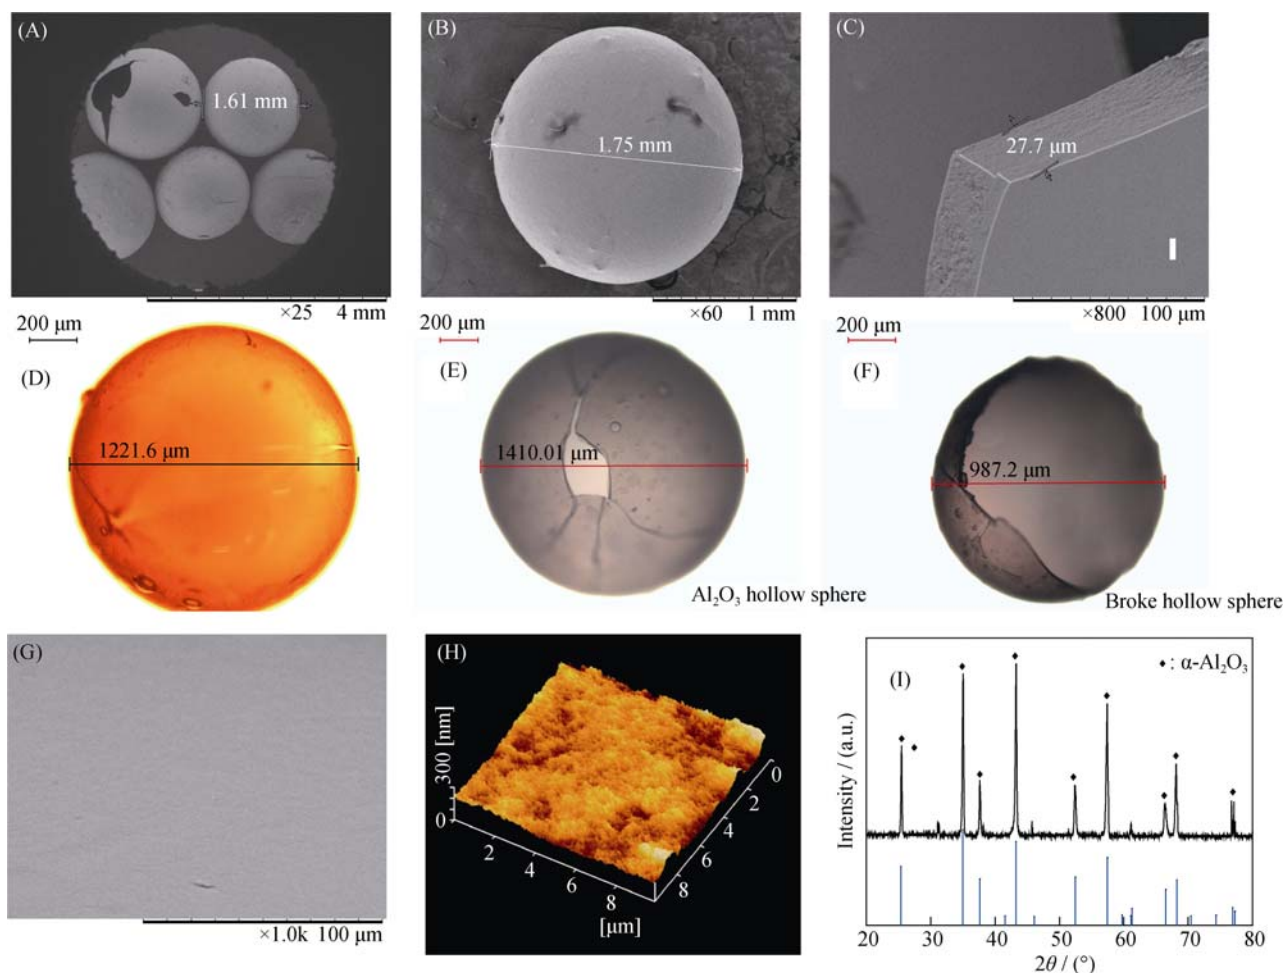 (A)
1.61 mm
×25 4 mm
(B)
1.75 mm
×60 1 mm
(C)
27.7 μm
×800 100 μm
200 μm
(D)
1221.6 μm
200 μm
(E)
1410.01 μm
Al₂O₃ hollow sphere
200 μm
(F)
987.2 μm
Broke hollow sphere
(G)
×1.0k 100 μm
(H)
300 [nm]
0
2
4
6
8
[μm]
0
2
4
6
8
(I)
♦: α-Al₂O₃
Intensity / (a.u.)
20 30 40 50 60 70 80
2θ / (°)